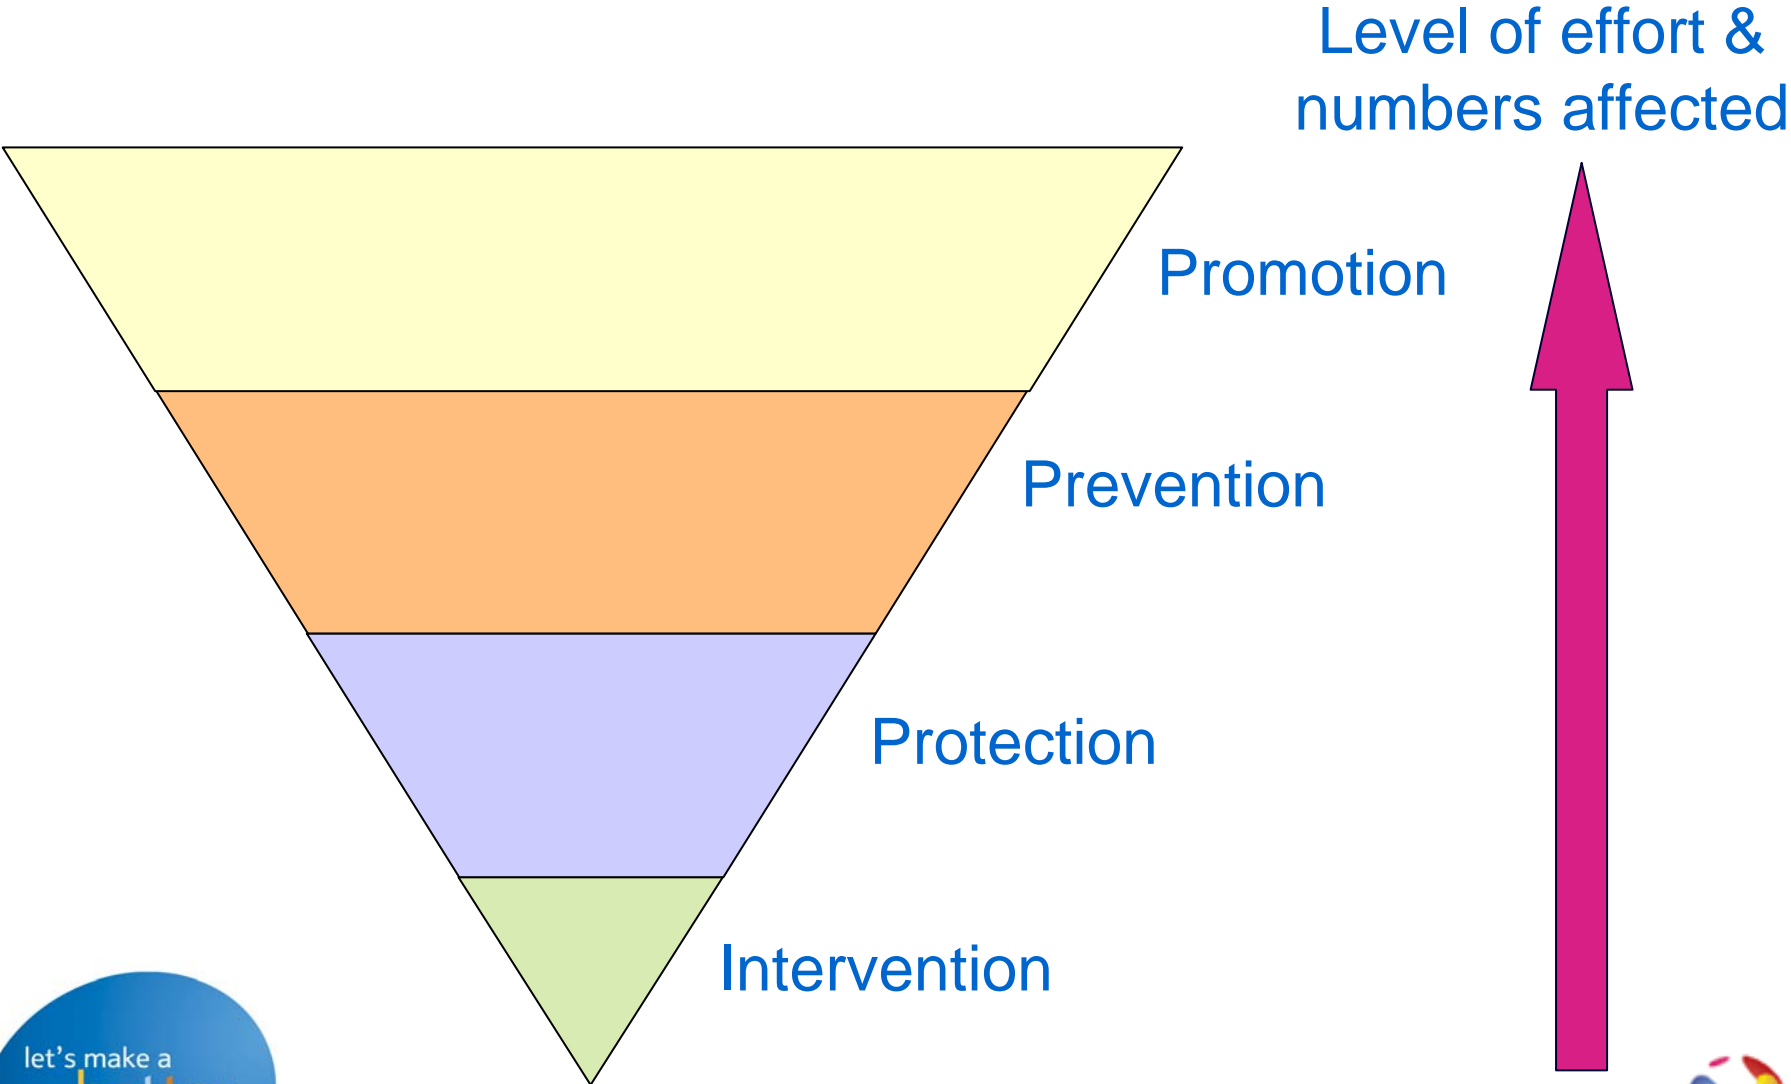 Level of effort &
numbers affected
Promotion
Prevention
Protection
Intervention
let's make a